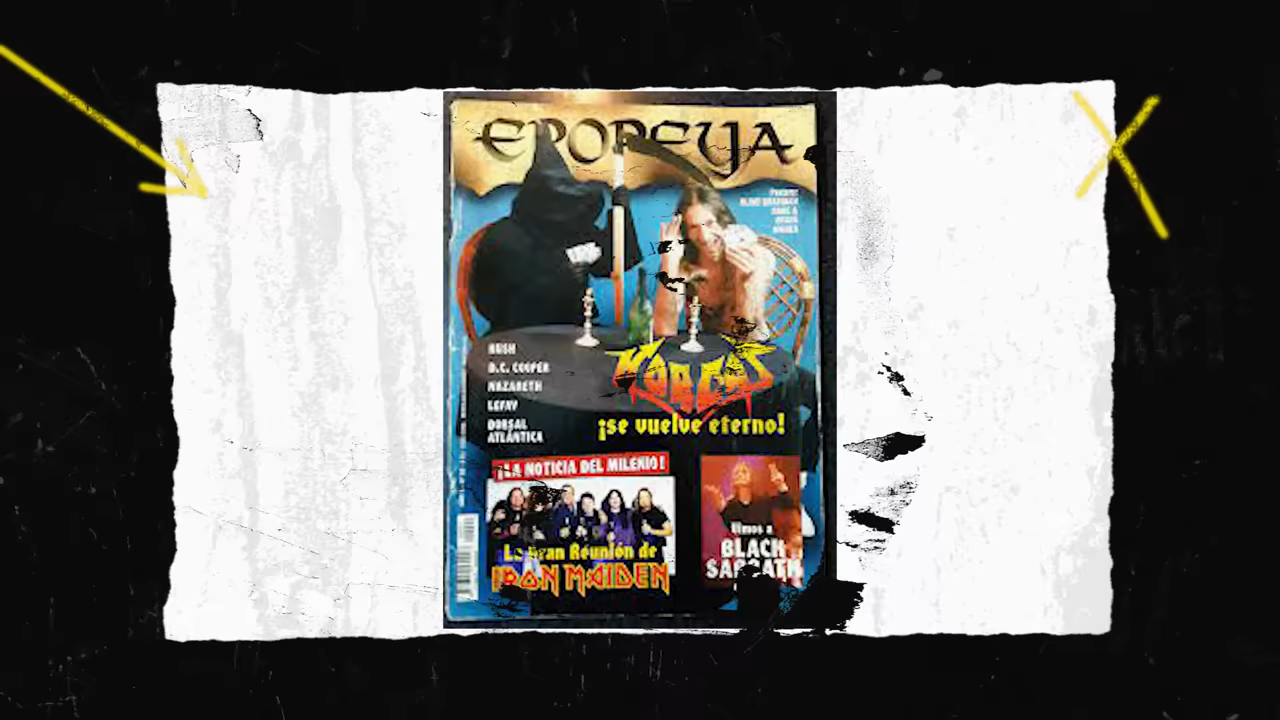 EPOPEYA
RUSH
D.C. COOPER
NAZARETH
LEFAY
DORSAL
ATLÁNTICA
HORCAS
¡se vuelve eterno!
¡LA NOTICIA DEL MILENIO!
La Gran Reunión de
IRON MAIDEN
Vimos a
BLACK
SABBATH